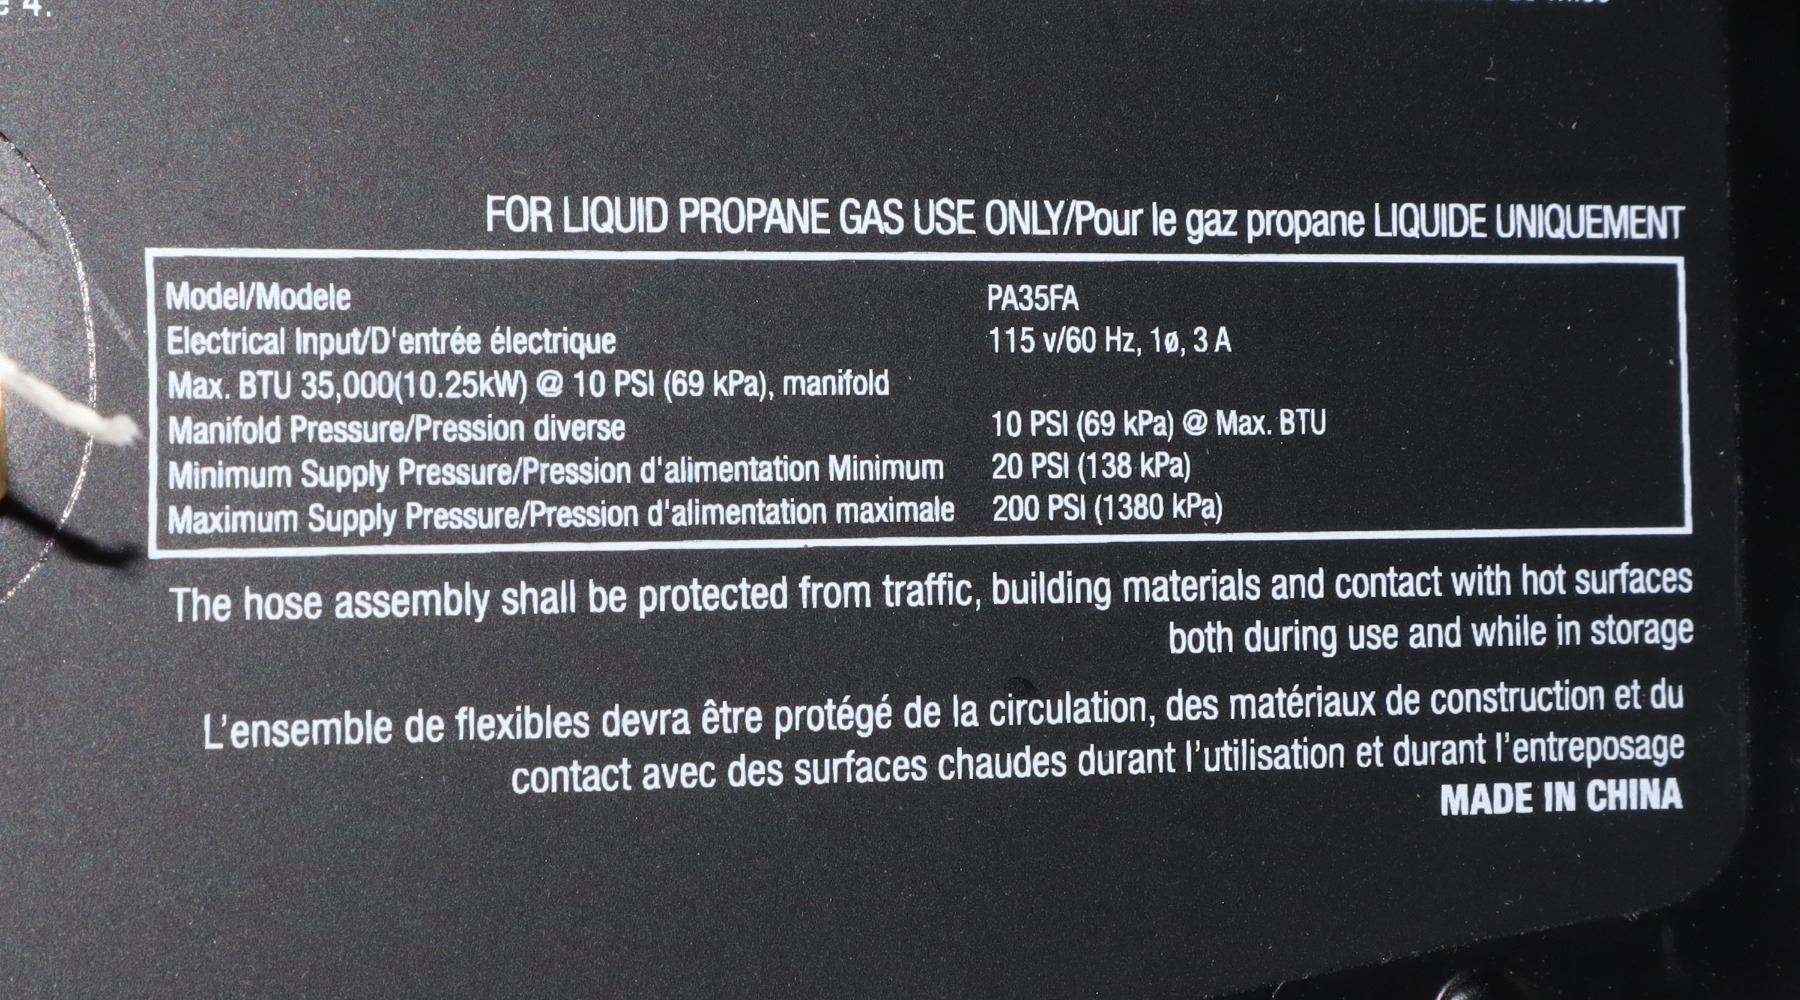 4.
FOR LIQUID PROPANE GAS USE ONLY/Pour le gaz propane LIQUIDE UNIQUEMENT
Model/Modele PA35FA
Electrical Input/D'entrée électrique 115 v/60 Hz, 1ø, 3 A
Max. BTU 35,000(10.25kW) @ 10 PSI (69 kPa), manifold
Manifold Pressure/Pression diverse 10 PSI (69 kPa) @ Max. BTU
Minimum Supply Pressure/Pression d'alimentation Minimum 20 PSI (138 kPa)
Maximum Supply Pressure/Pression d'alimentation maximale 200 PSI (1380 kPa)
The hose assembly shall be protected from traffic, building materials and contact with hot surfaces
both during use and while in storage
L'ensemble de flexibles devra être protégé de la circulation, des matériaux de construction et du
contact avec des surfaces chaudes durant l'utilisation et durant l'entreposage
MADE IN CHINA